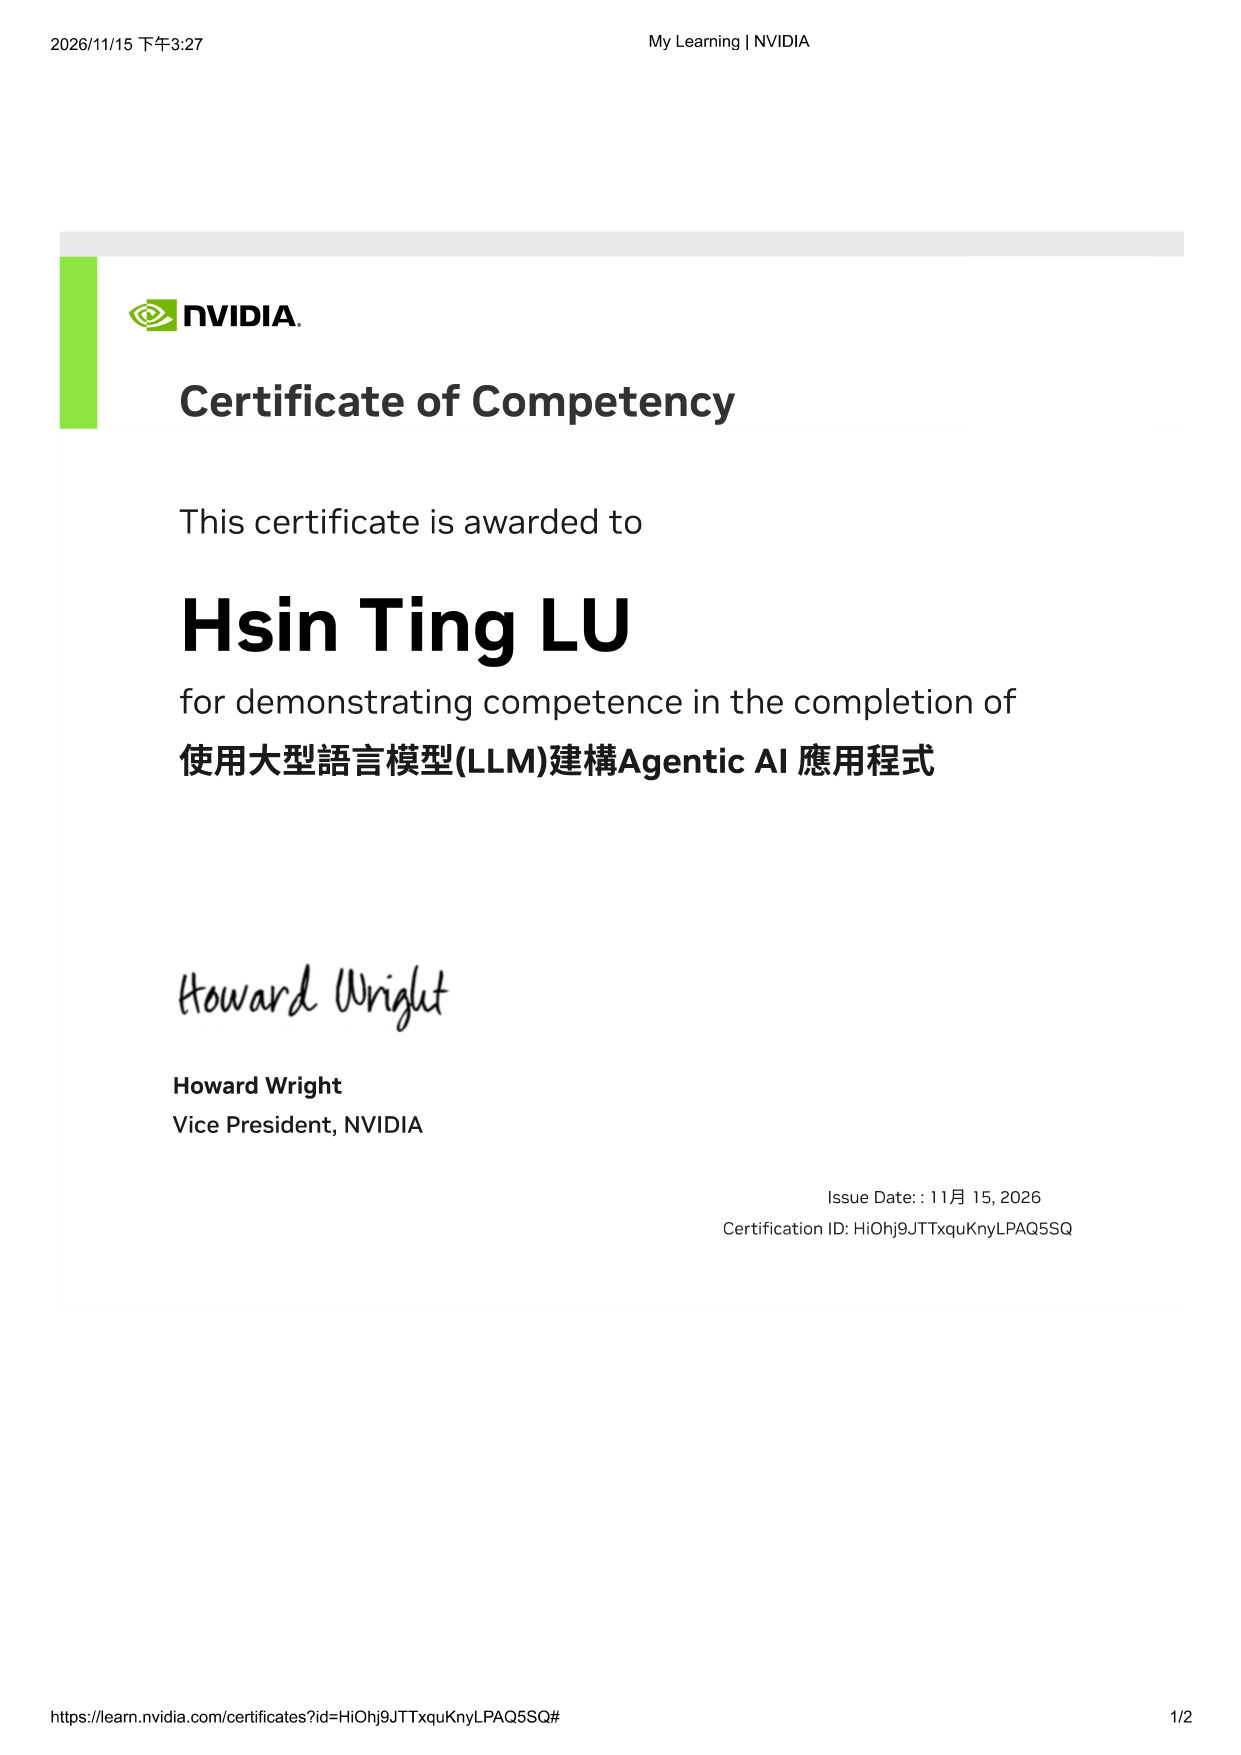 2026/11/15 下午3:27
My Learning | NVIDIA
NVIDIA.
Certificate of Competency
This certificate is awarded to
Hsin Ting LU
for demonstrating competence in the completion of
使用大型語言模型(LLM)建構Agentic AI 應用程式
Howard Wright
Howard Wright
Vice President, NVIDIA
Issue Date: : 11月 15, 2026
Certification ID: HiOhj9JTTxquKnyLPAQ5SQ
https://learn.nvidia.com/certificates?id=HiOhj9JTTxquKnyLPAQ5SQ#
1/2